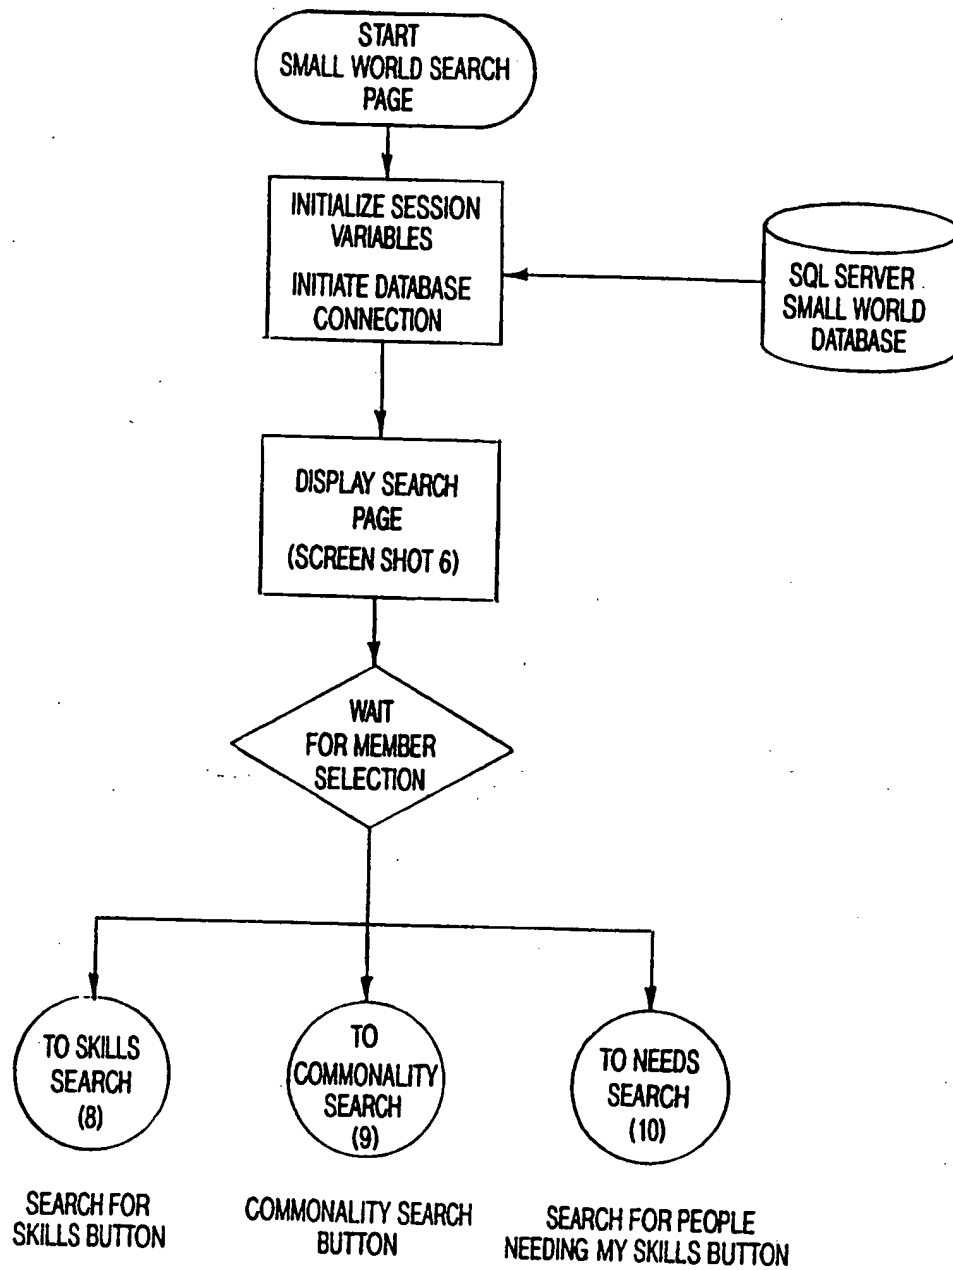 START
SMALL WORLD SEARCH
PAGE
INITIALIZE SESSION
VARIABLES
INITIATE DATABASE
CONNECTION
SQL SERVER
SMALL WORLD
DATABASE
DISPLAY SEARCH
PAGE
(SCREEN SHOT 6)
WAIT
FOR MEMBER
SELECTION
TO SKILLS
SEARCH
(8)
TO
COMMONALITY
SEARCH
(9)
TO NEEDS
SEARCH
(10)
SEARCH FOR
SKILLS BUTTON
COMMONALITY SEARCH
BUTTON
SEARCH FOR PEOPLE
NEEDING MY SKILLS BUTTON